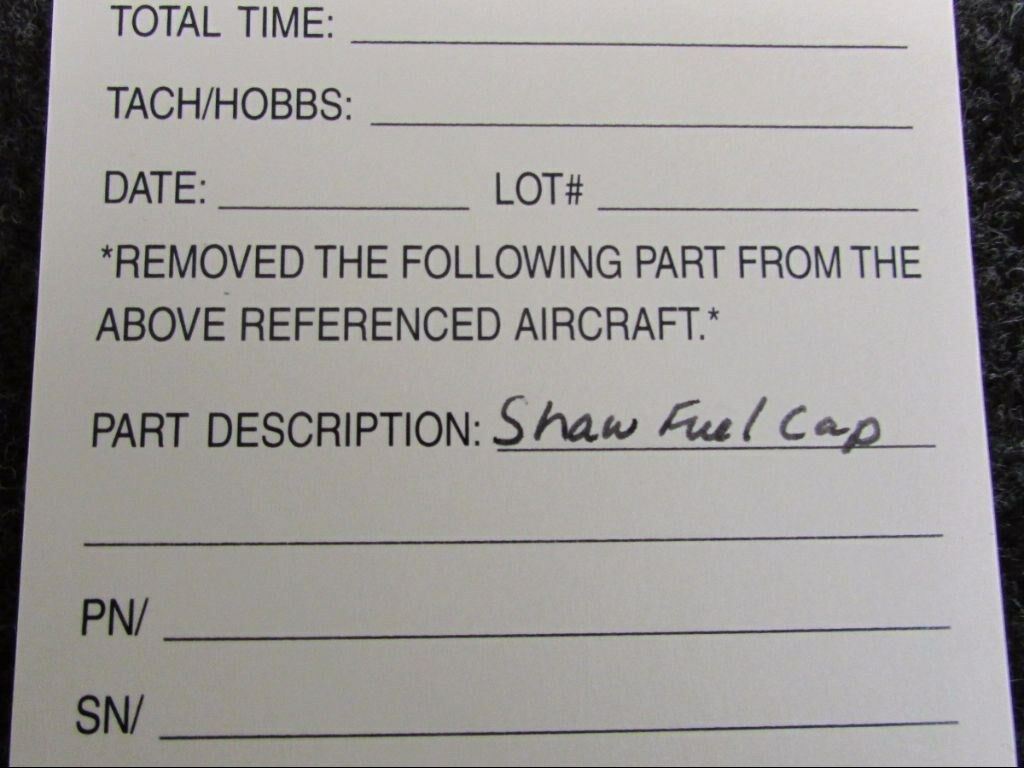 TOTAL TIME:
TACH/HOBBS:
DATE: LOT#
*REMOVED THE FOLLOWING PART FROM THE
ABOVE REFERENCED AIRCRAFT.*
PART DESCRIPTION: Shaw Fuel Cap
PN/
SN/